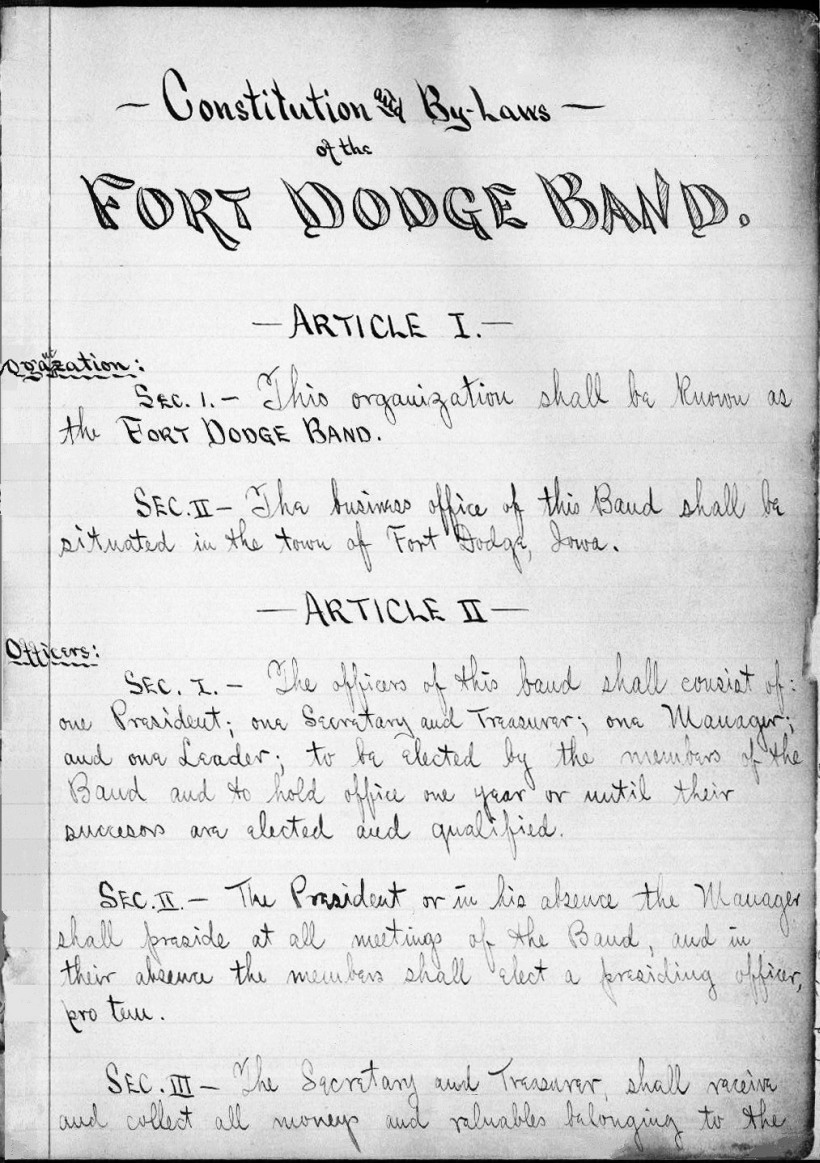 — Constitution and By-Laws —
of the
FORT DODGE BAND.
— ARTICLE I. —
Oganization:
SEC. I. — This organization shall be known as
the FORT DODGE BAND.
SEC. II — The business office of this Band shall be
situated in the town of Fort Dodge, Iowa.
— ARTICLE II —
Officers:
SEC. I. — The officers of this band shall consist of:
one President; one Secretary and Treasurer; one Manager;
and one Leader; to be elected by the members of the
Band and to hold office one year or until their
succesors are elected and qualified.
SEC. II. — The President or in his absence the Manager
shall preside at all meetings of the Band, and in
their absence the members shall elect a presiding officer,
pro tem.
SEC. III — The Secretary and Treasurer, shall receive
and collect all moneys and valuables belonging to the